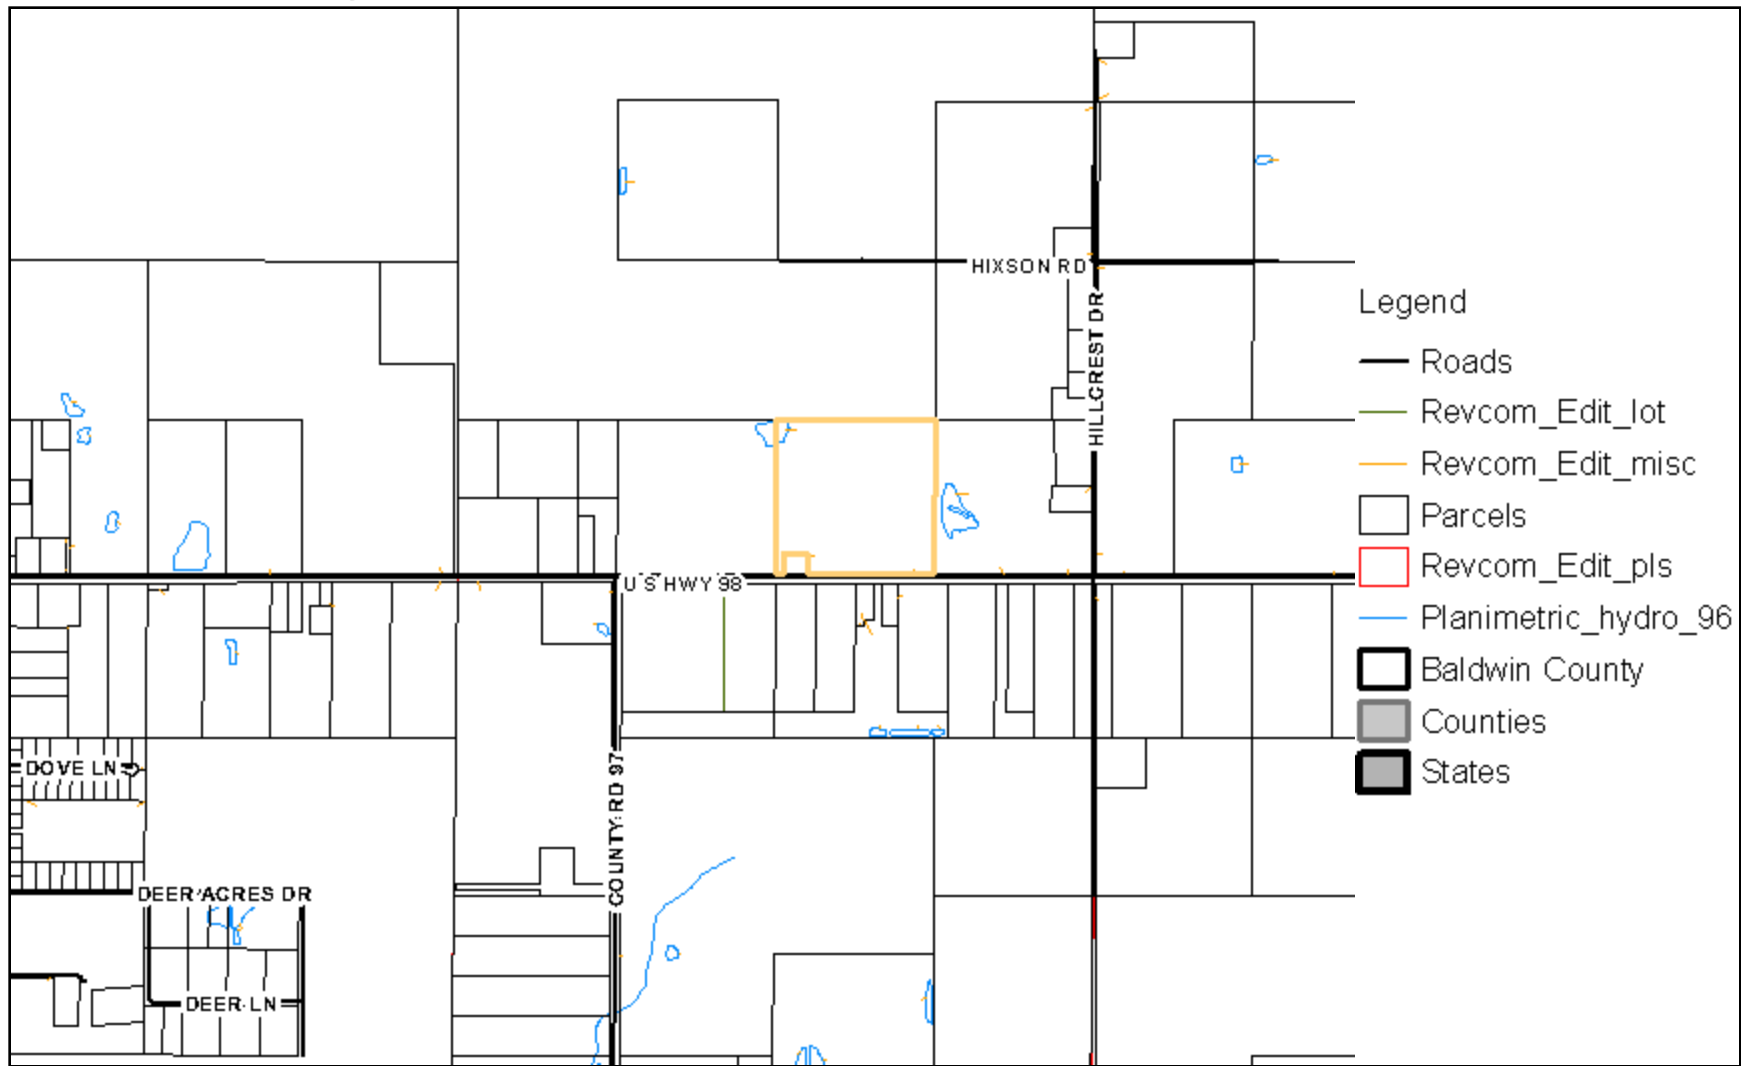 HIXSON RD
HILLCREST DR
U S HWY 98
COUNTY RD 97
DOVE LN
DEER ACRES DR
DEER LN
Legend
Roads
Revcom_Edit_lot
Revcom_Edit_misc
Parcels
Revcom_Edit_pls
Planimetric_hydro_96
Baldwin County
Counties
States